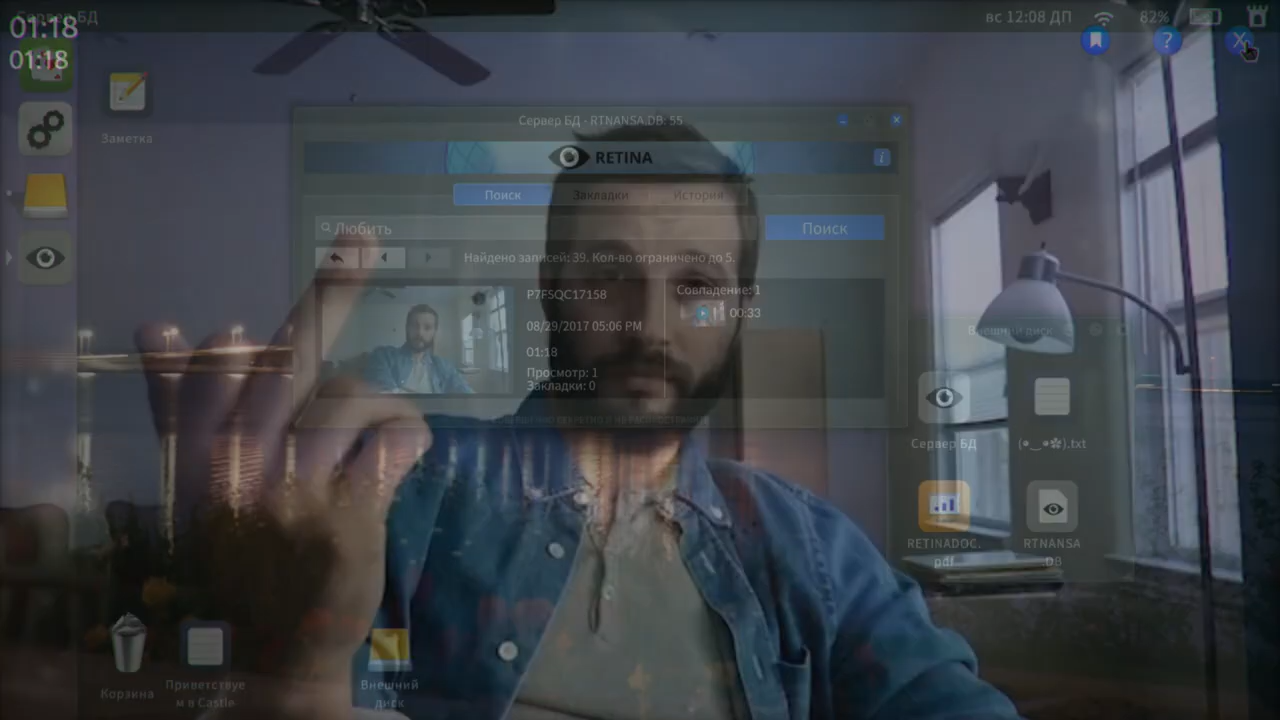 Сервер БД
вс 12:08 ДП
82%
01:18
01:18
?
X
Заметка
Сервер БД - RTNANSA.DB: 55
RETINA
i
Поиск
Закладки
История
Любить
Поиск
Найдено записей: 39. Кол-во ограничено до 5.
P7FSQC17158
08/29/2017 05:06 PM
01:18
Просмотр: 1
Закладки: 0
Совпадение: 1
00:33
Внешний диск
Сервер БД
(•‿•✿).txt
RETINADOC.
pdf
RTNANSA
.DB
Корзина
Приветствуе
м в Castle
Внешний
диск